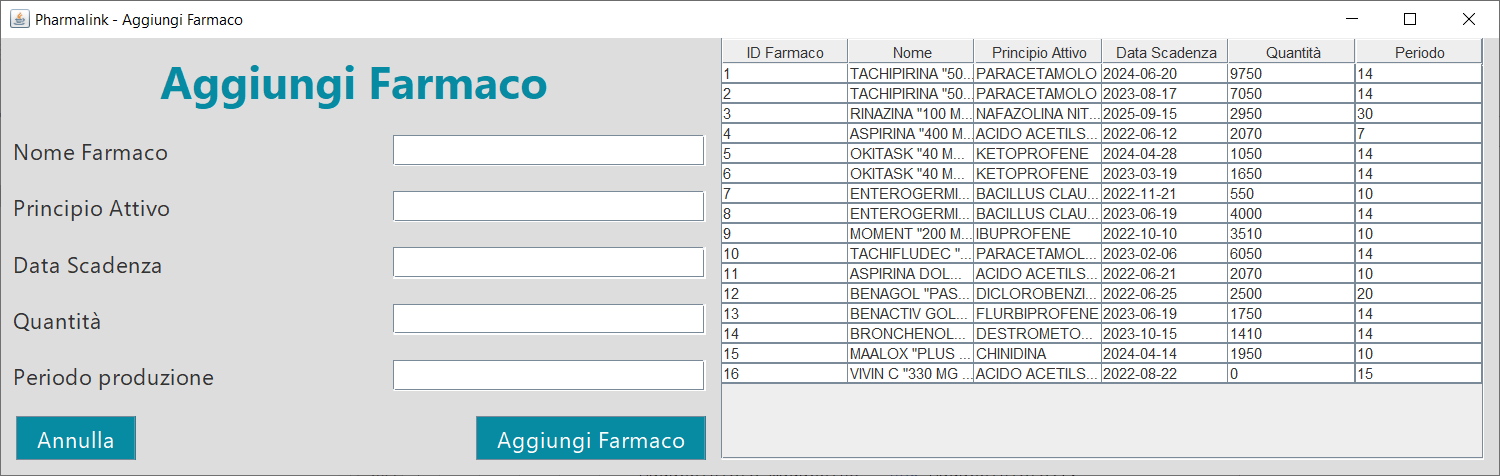 Pharmalink - Aggiungi Farmaco
Aggiungi Farmaco
Nome Farmaco
Principio Attivo
Data Scadenza
Quantità
Periodo produzione
Annulla
Aggiungi Farmaco
ID Farmaco Nome Principio Attivo Data Scadenza Quantità Periodo
1 TACHIPIRINA "50... PARACETAMOLO 2024-06-20 9750 14
2 TACHIPIRINA "50... PARACETAMOLO 2023-08-17 7050 14
3 RINAZINA "100 M... NAFAZOLINA NIT... 2025-09-15 2950 30
4 ASPIRINA "400 M... ACIDO ACETILS... 2022-06-12 2070 7
5 OKITASK "40 M... KETOPROFENE 2024-04-28 1050 14
6 OKITASK "40 M... KETOPROFENE 2023-03-19 1650 14
7 ENTEROGERMI... BACILLUS CLAU... 2022-11-21 550 10
8 ENTEROGERMI... BACILLUS CLAU... 2023-06-19 4000 14
9 MOMENT "200 M... IBUPROFENE 2022-10-10 3510 10
10 TACHIFLUDEC "... PARACETAMOL... 2023-02-06 6050 14
11 ASPIRINA DOL... ACIDO ACETILS... 2022-06-21 2070 10
12 BENAGOL "PAS... DICLOROBENZI... 2022-06-25 2500 20
13 BENACTIV GOL... FLURBIPROFENE 2023-06-19 1750 14
14 BRONCHENOL... DESTROMETO... 2023-10-15 1410 14
15 MAALOX "PLUS ... CHINIDINA 2024-04-14 1950 10
16 VIVIN C "330 MG ... ACIDO ACETILS... 2022-08-22 0 15